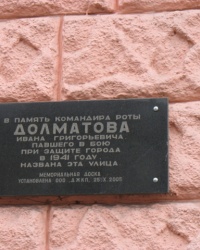 В ПАМЯТЬ КОМАНДИРА РОТЫ
ДОЛМАТОВА
ИВАНА ГРИГОРЬЕВИЧА
ПАВШЕГО В БОЮ
ПРИ ЗАЩИТЕ ГОРОДА
В 1941 ГОДУ
НАЗВАНА ЭТА УЛИЦА
МЕМОРИАЛЬНАЯ ДОСКА
УСТАНОВЛЕНА ООО